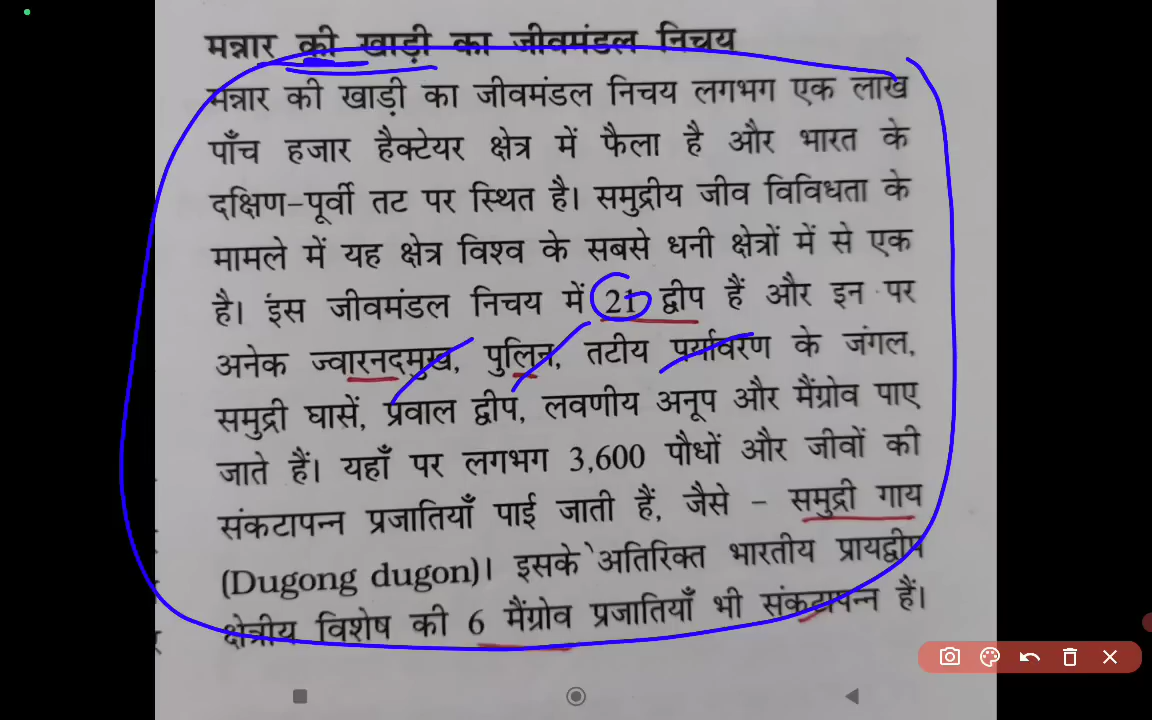 मन्नार की खाड़ी का जीवमंडल निचय
मन्नार की खाड़ी का जीवमंडल निचय लगभग एक लाख
पाँच हजार हैक्टेयर क्षेत्र में फैला है और भारत के
दक्षिण-पूर्वी तट पर स्थित है। समुद्रीय जीव विविधता के
मामले में यह क्षेत्र विश्व के सबसे धनी क्षेत्रों में से एक
है। इंस जीवमंडल निचय में 21 द्वीप हैं और इन पर
अनेक ज्वारनदमुख, पुलिन, तटीय पर्यावरण के जंगल,
समुद्री घासें, प्रवाल द्वीप, लवणीय अनूप और मैंग्रोव पाए
जाते हैं। यहाँ पर लगभग 3,600 पौधों और जीवों की
संकटापन्न प्रजातियाँ पाई जाती हैं, जैसे – समुद्री गाय
(Dugong dugon)। इसके अतिरिक्त भारतीय प्रायद्वीप
क्षेत्रीय विशेष की 6 मैंग्रोव प्रजातियाँ भी संकटापन्न हैं।